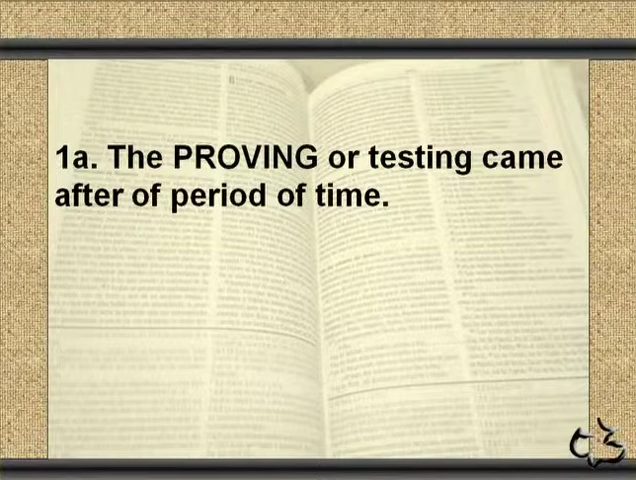 1a. The PROVING or testing came
after of period of time.